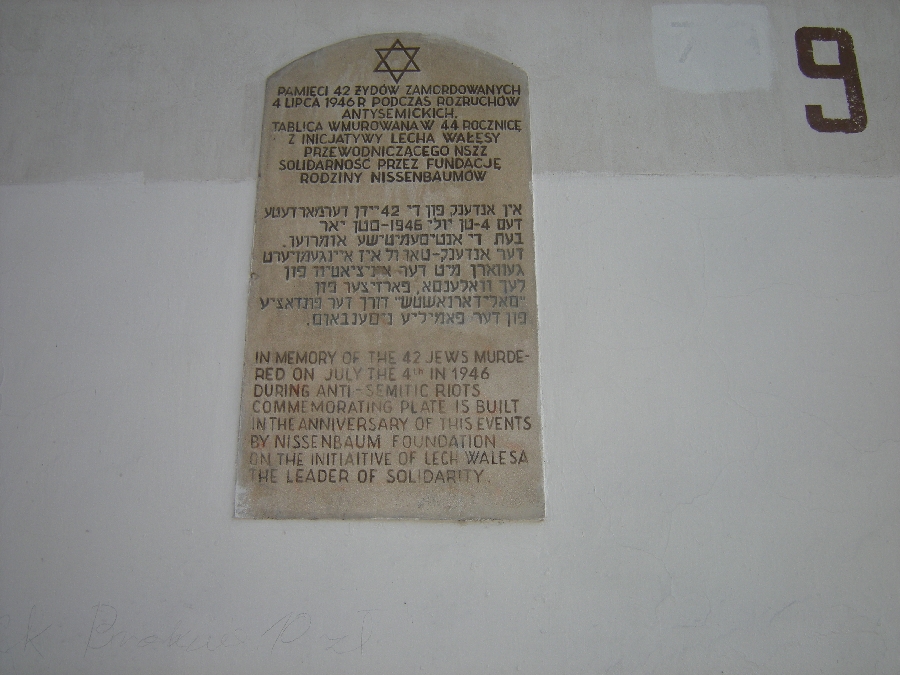 PAMIĘCI 42 ŻYDÓW ZAMORDOWANYCH
4 LIPCA 1946 R PODCZAS ROZRUCHÓW
ANTYSEMICKICH.
TABLICA WMUROWANA W 44 ROCZNICĘ
Z INICJATYWY LECHA WAŁĘSY
PRZEWODNICZĄCEGO NSZZ
SOLIDARNOŚĆ PRZEZ FUNDACJĘ
RODZINY NISSENBAUMÓW
אין אנדענק פון די 42 יידן דערמארדעטע
דעם 4-טן יולי 1946-סטן יאר
בעת די אנטיסעמיטישע אומרוען.
דער אנדענק-טאוול איז איינגעמויערט
געווארן מיט דער איניציאטיוו פון
לעך וואלענסא, פארזיצער פון
"סאלידארנאשטש" דורך דער פונדאציע
פון דער פאמיליע ניסענבאום.
IN MEMORY OF THE 42 JEWS MURDE-
RED ON JULY THE 4TH IN 1946
DURING ANTI-SEMITIC RIOTS
COMMEMORATING PLATE IS BUILT
IN THE ANNIVERSARY OF THIS EVENTS
BY NISSENBAUM FOUNDATION
ON THE INITIAITIVE OF LECH WALESA
THE LEADER OF SOLIDARITY.
9